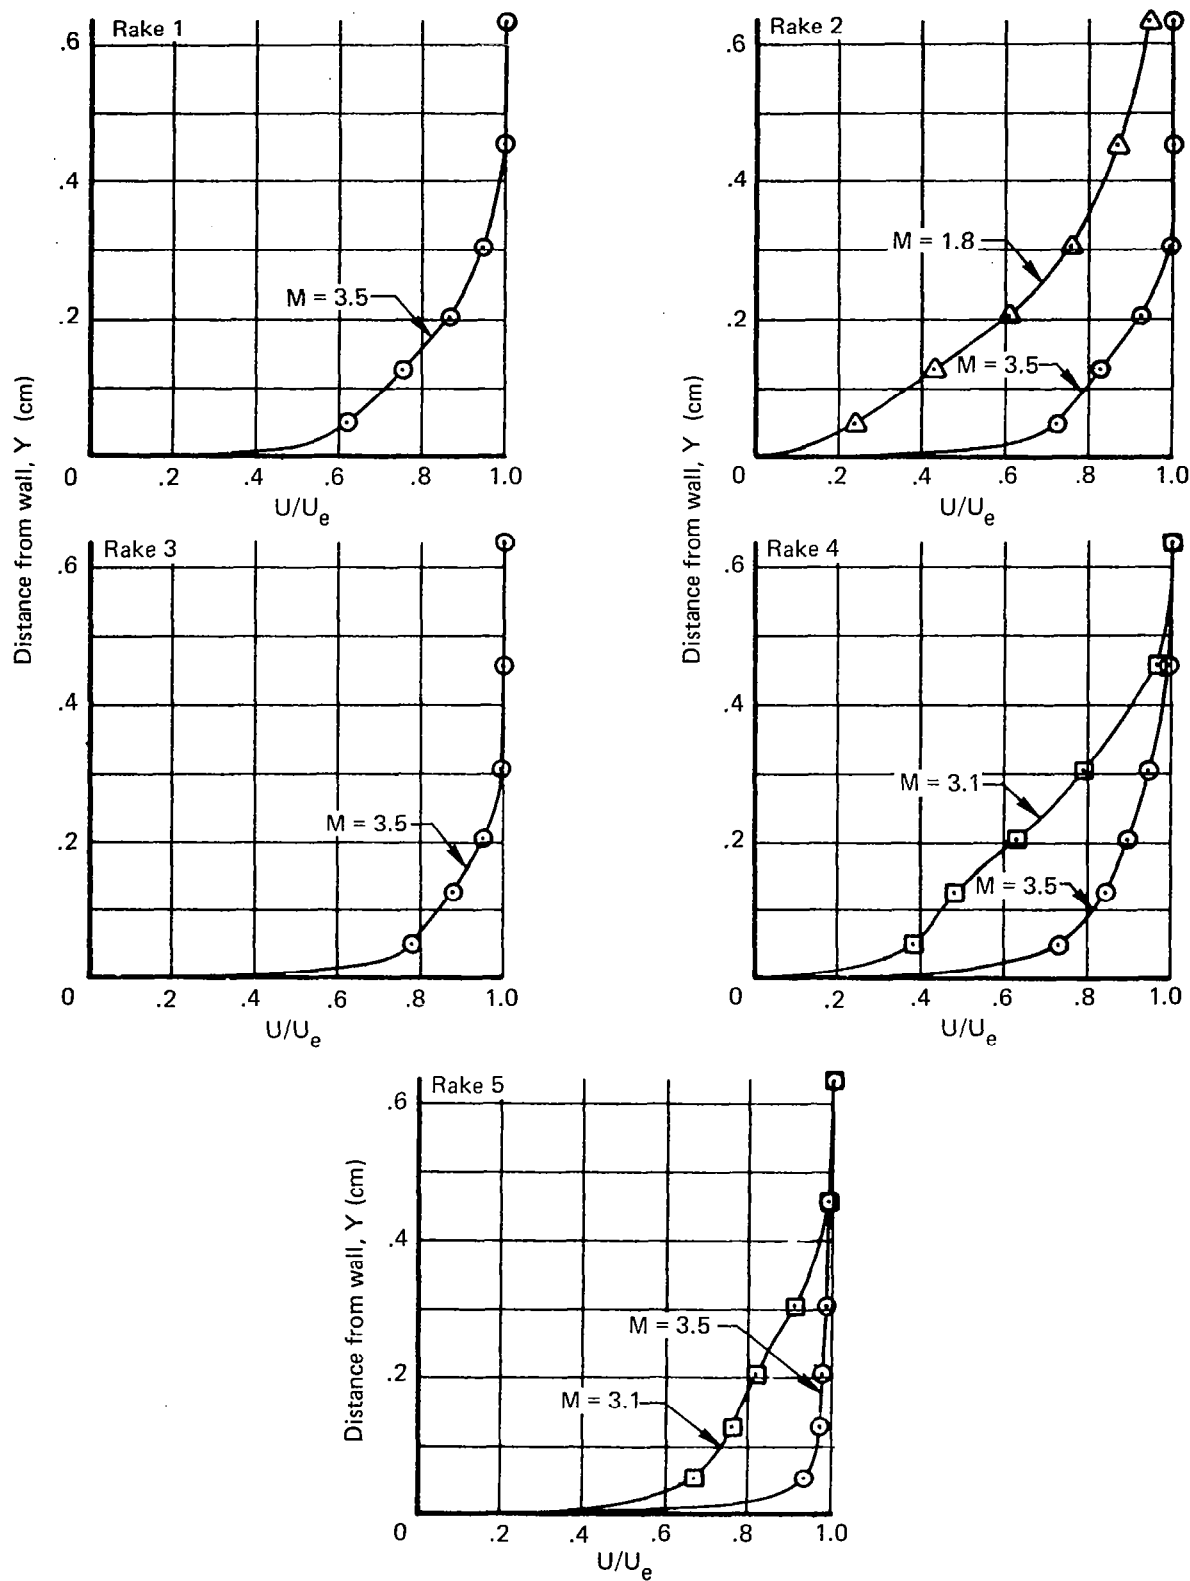 Rake 1
.6
.4
M = 3.5
.2
0 .2 .4 .6 .8 1.0
U/Ue
Distance from wall, Y (cm)
Rake 2
.6
.4
M = 1.8
.2
M = 3.5
0 .2 .4 .6 .8 1.0
U/Ue
Distance from wall, Y (cm)
Rake 3
.6
.4
M = 3.5
.2
0 .2 .4 .6 .8 1.0
U/Ue
Rake 4
.6
.4
M = 3.1
.2
M = 3.5
0 .2 .4 .6 .8 1.0
U/Ue
Rake 5
.6
.4
Distance from wall, Y (cm)
M = 3.5
.2
M = 3.1
0 .2 .4 .6 .8 1.0
U/Ue